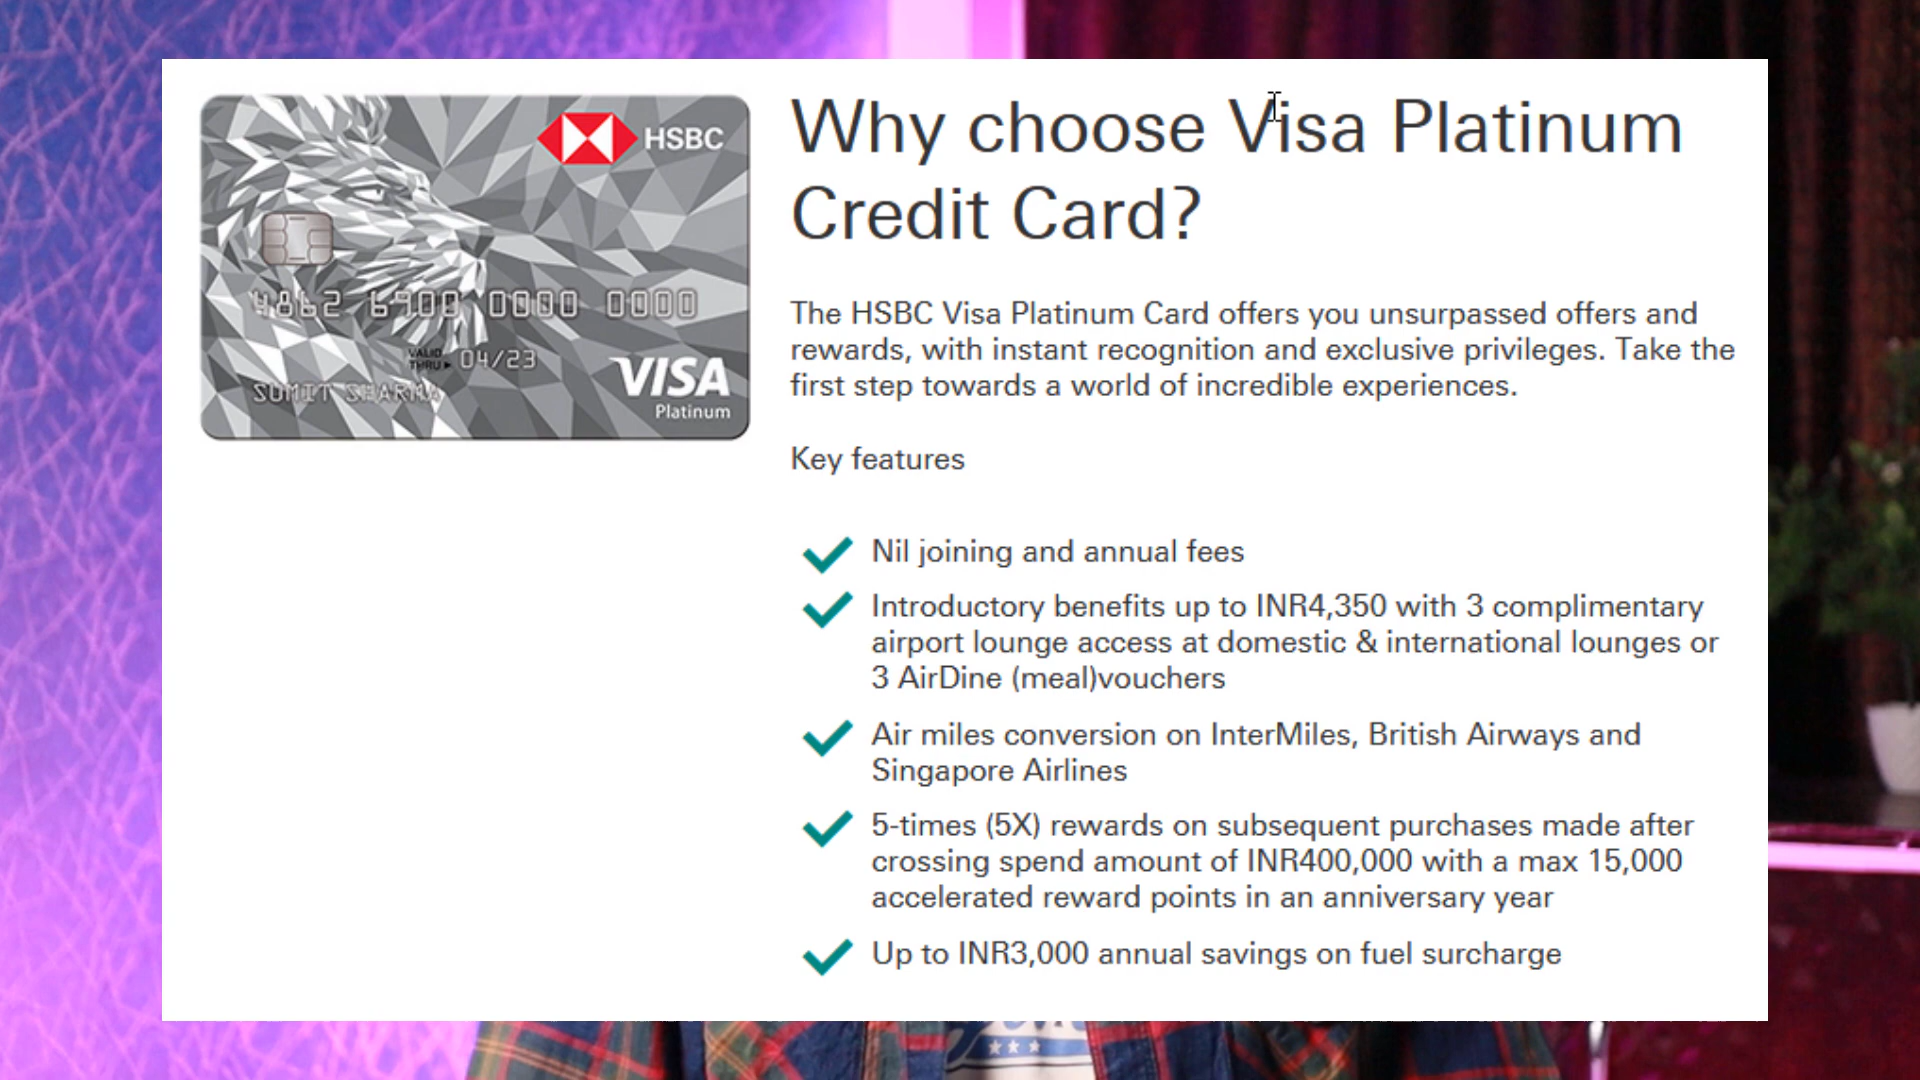 HSBC
4862 6900 0000 0000
VALID
THRU
04/23
SUMIT SHARMA
VISA
Platinum
Why choose Visa Platinum
Credit Card?
The HSBC Visa Platinum Card offers you unsurpassed offers and
rewards, with instant recognition and exclusive privileges. Take the
first step towards a world of incredible experiences.
Key features
Nil joining and annual fees
Introductory benefits up to INR4,350 with 3 complimentary
airport lounge access at domestic & international lounges or
3 AirDine (meal)vouchers
Air miles conversion on InterMiles, British Airways and
Singapore Airlines
5-times (5X) rewards on subsequent purchases made after
crossing spend amount of INR400,000 with a max 15,000
accelerated reward points in an anniversary year
Up to INR3,000 annual savings on fuel surcharge